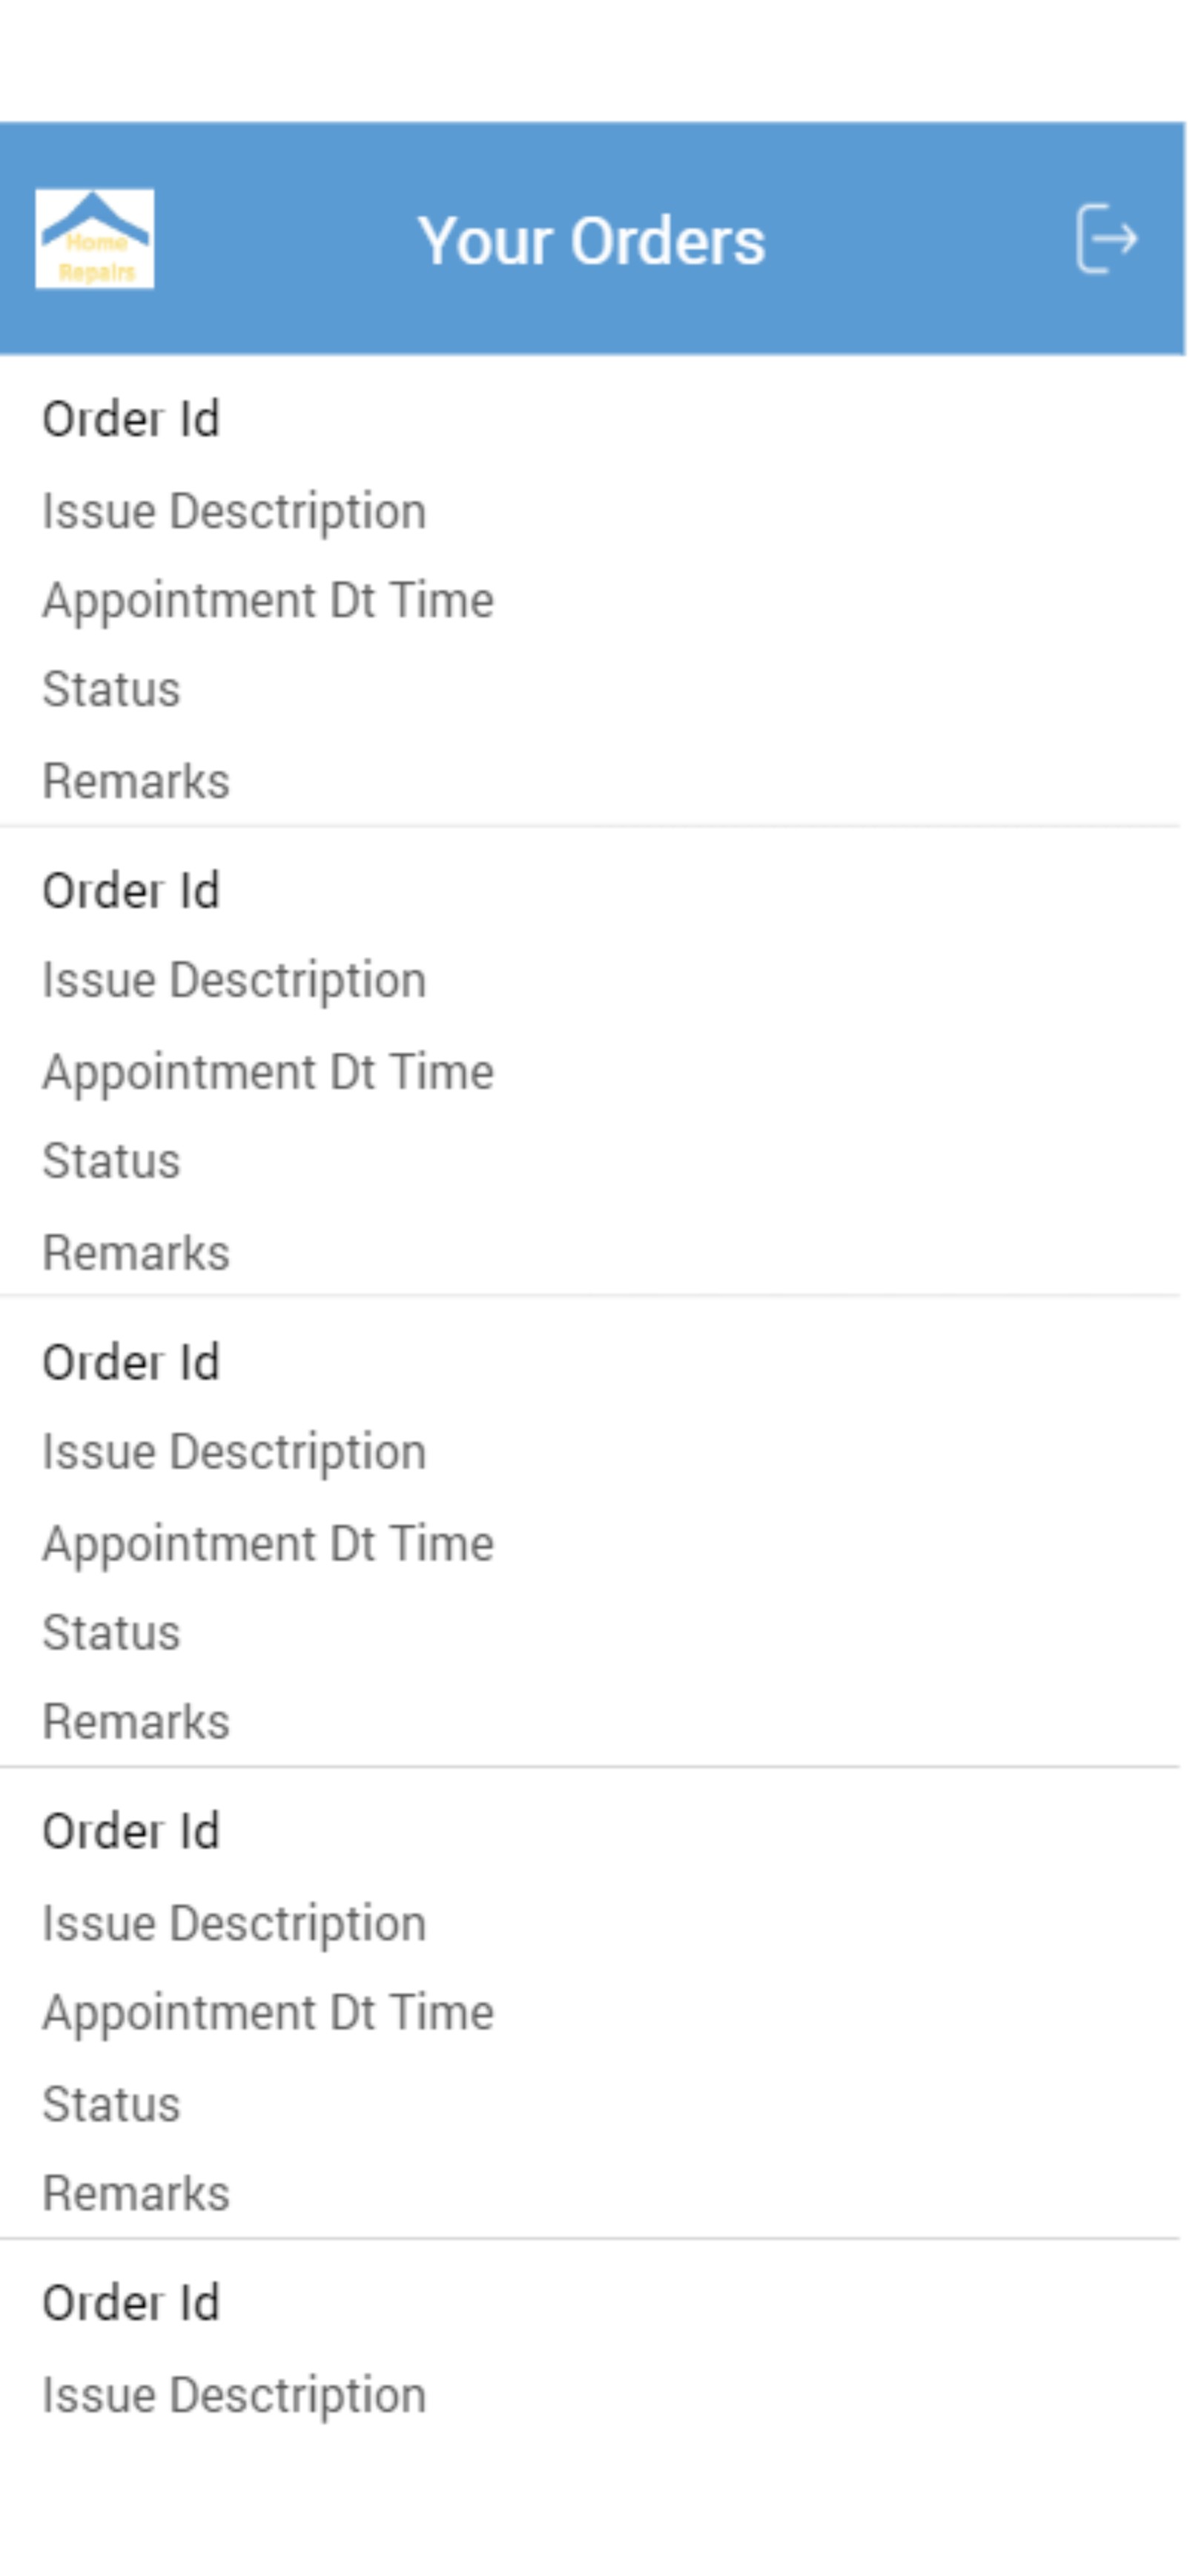 Home
Repairs
Your Orders
Order Id
Issue Desctription
Appointment Dt Time
Status
Remarks
Order Id
Issue Desctription
Appointment Dt Time
Status
Remarks
Order Id
Issue Desctription
Appointment Dt Time
Status
Remarks
Order Id
Issue Desctription
Appointment Dt Time
Status
Remarks
Order Id
Issue Desctription